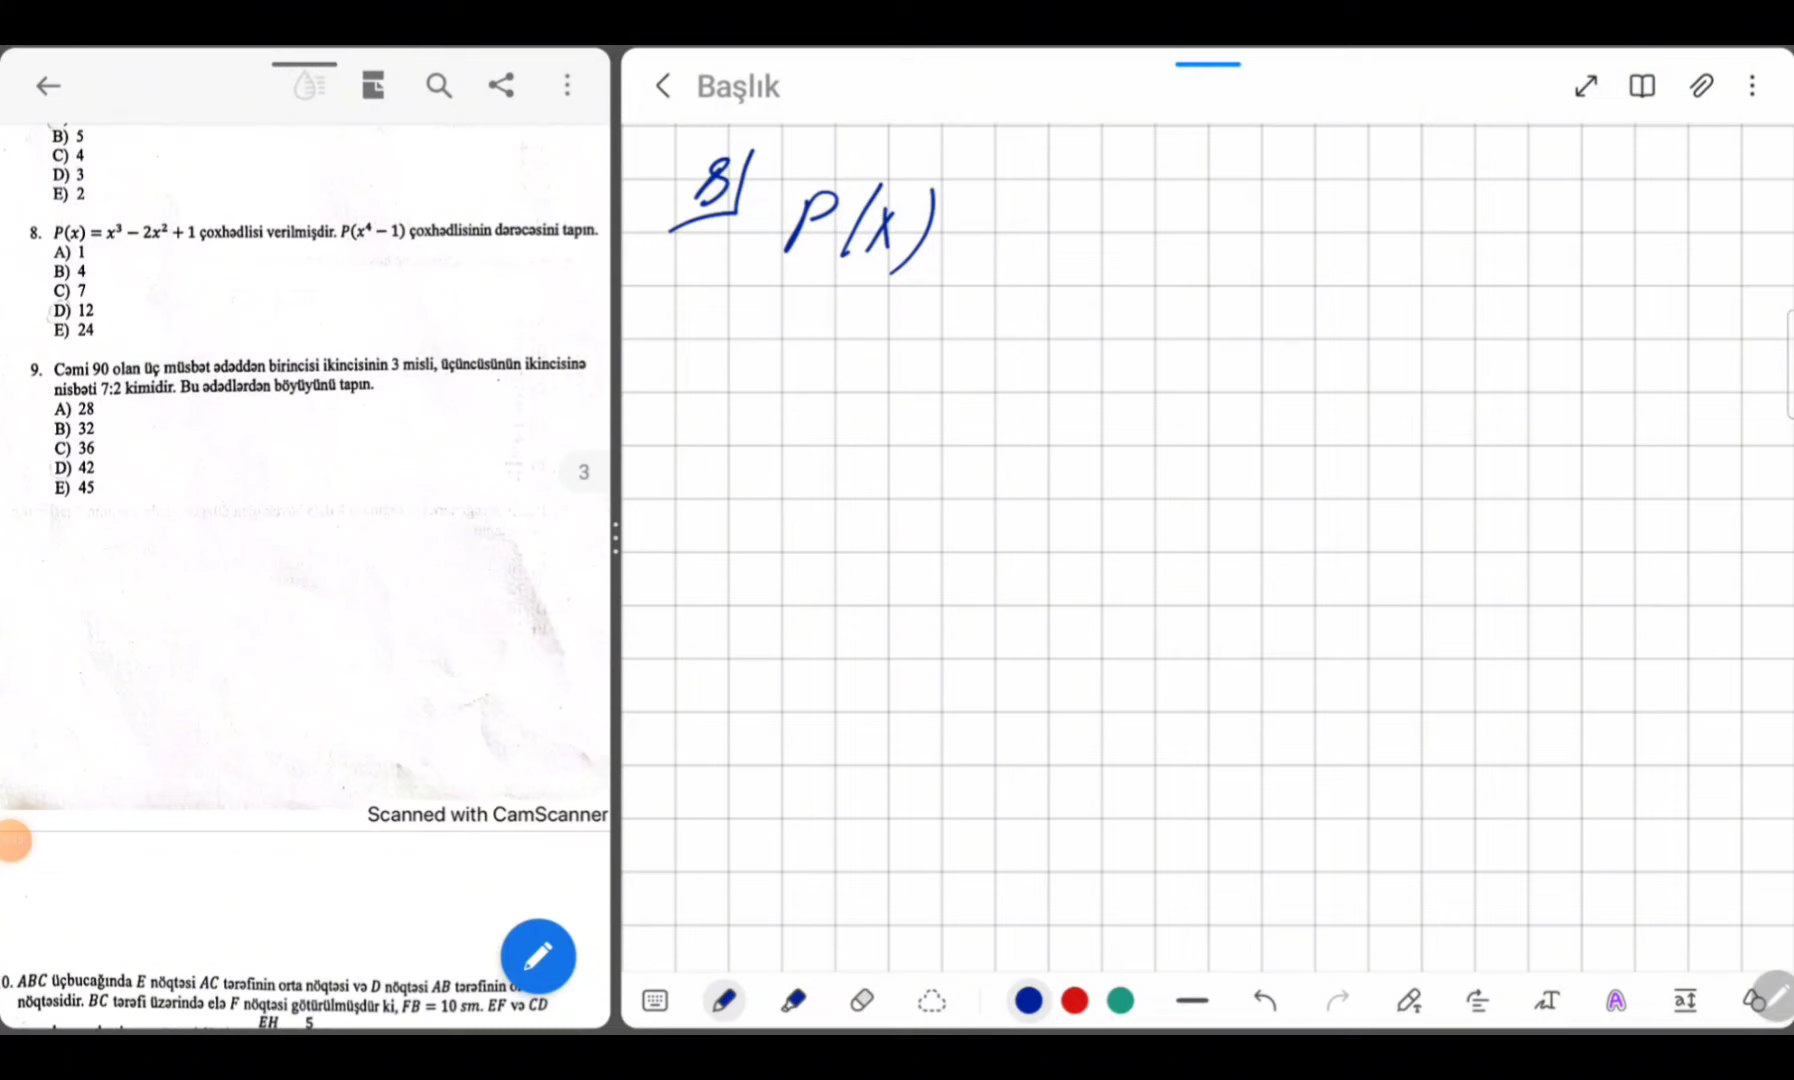 B) 5
C) 4
D) 3
E) 2
8. P(x) = x³ − 2x² + 1 çoxhədlisi verilmişdir. P(x⁴ − 1) çoxhədlisinin dərəcəsini tapın.
A) 1
B) 4
C) 7
D) 12
E) 24
9. Cəmi 90 olan üç müsbət ədəddən birincisi ikincisinin 3 misli, üçüncüsünün ikincisinə
nisbəti 7:2 kimidir. Bu ədədlərdən böyüyünü tapın.
A) 28
B) 32
C) 36
D) 42
E) 45
3
Scanned with CamScanner
0. ABC üçbucağında E nöqtəsi AC tərəfinin orta nöqtəsi və D nöqtəsi AB tərəfinin
nöqtəsidir. BC tərəfi üzərində elə F nöqtəsi götürülmüşdür ki, FB = 10 sm. EF və CD
EH 5
Başlık
8) P(x)